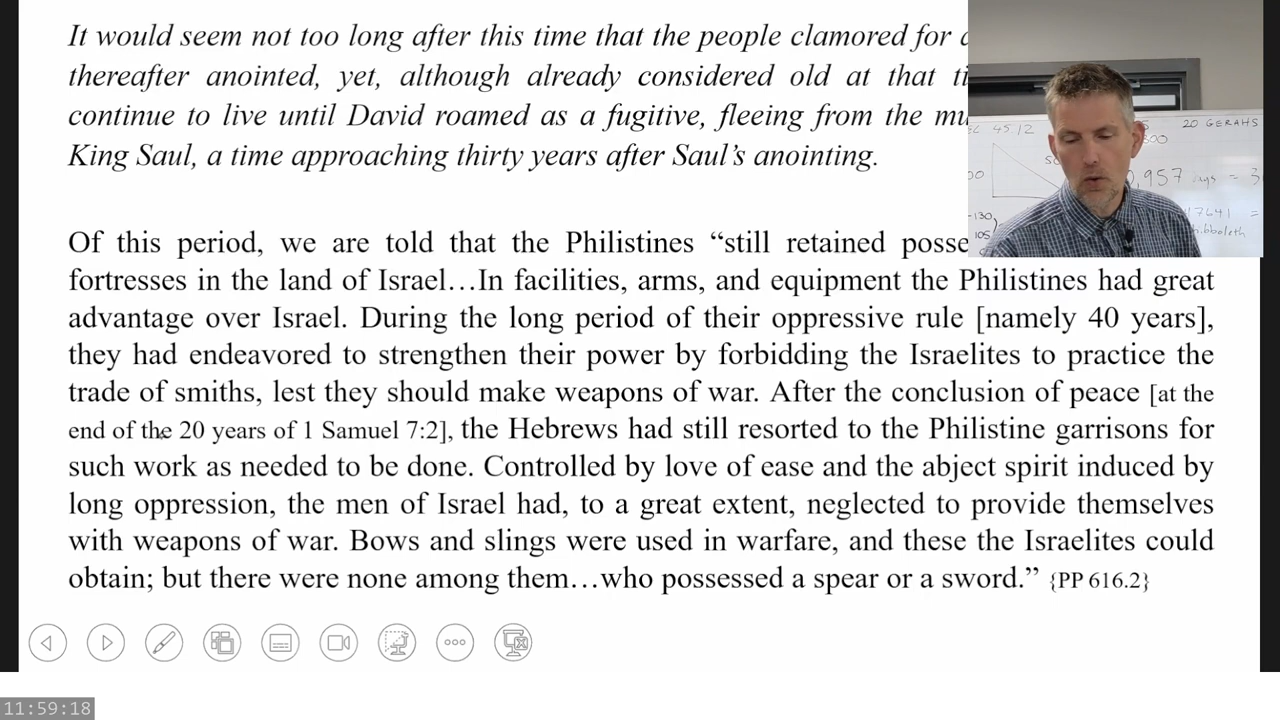 It would seem not too long after this time that the people clamored for
thereafter anointed, yet, although already considered old at that
continue to live until David roamed as a fugitive, fleeing from the
King Saul, a time approaching thirty years after Saul’s anointing.
Of this period, we are told that the Philistines “still retained
fortresses in the land of Israel…In facilities, arms, and equipment the Philistines had great
advantage over Israel. During the long period of their oppressive rule [namely 40 years],
they had endeavored to strengthen their power by forbidding the Israelites to practice the
trade of smiths, lest they should make weapons of war. After the conclusion of peace [at the
end of the 20 years of 1 Samuel 7:2], the Hebrews had still resorted to the Philistine garrisons for
such work as needed to be done. Controlled by love of ease and the abject spirit induced by
long oppression, the men of Israel had, to a great extent, neglected to provide themselves
with weapons of war. Bows and slings were used in warfare, and these the Israelites could
obtain; but there were none among them…who possessed a spear or a sword.” {PP 616.2}
45.12
20 GERAHS
11:59:18